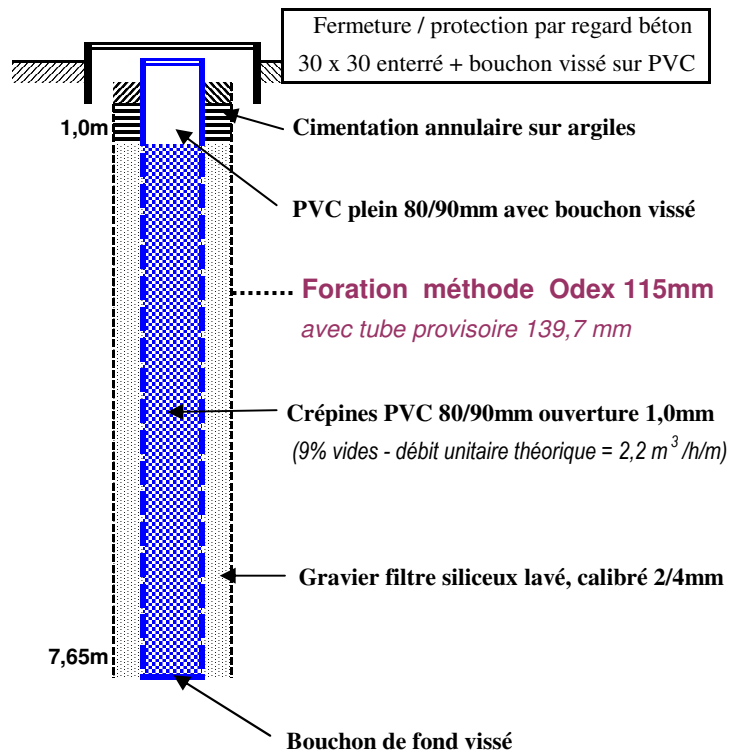 Fermeture / protection par regard béton
30 x 30 enterré + bouchon vissé sur PVC
1,0m
Cimentation annulaire sur argiles
PVC plein 80/90mm avec bouchon vissé
Foration méthode Odex 115mm
avec tube provisoire 139,7 mm
Crépines PVC 80/90mm ouverture 1,0mm
(9% vides - débit unitaire théorique = 2,2 m³/h/m)
Gravier filtre siliceux lavé, calibré 2/4mm
7,65m
Bouchon de fond vissé